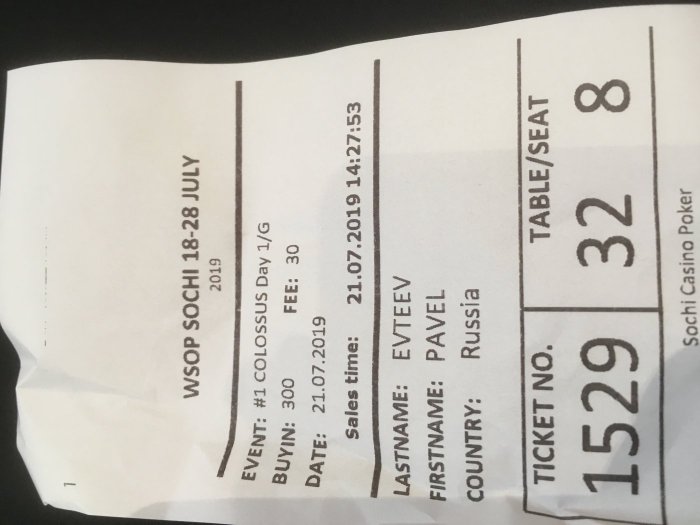 1
WSOP SOCHI 18-28 JULY
2019
EVENT: #1 COLOSSUS Day 1/G
BUYIN: 300 FEE: 30
DATE: 21.07.2019
Sales time: 21.07.2019 14:27:53
LASTNAME: EVTEEV
FIRSTNAME: PAVEL
COUNTRY: Russia
TICKET NO. TABLE/SEAT
1529 32 8
Sochi Casino Poker